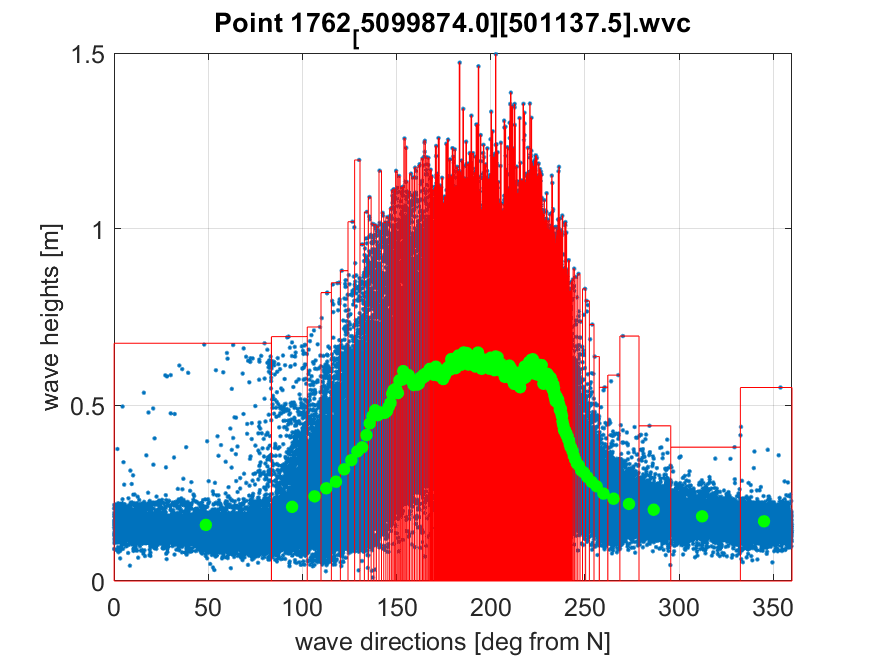 Point 1762[5099874.0][501137.5].wvc
1.5
1
0.5
0
0 50 100 150 200 250 300 350
wave directions [deg from N]
wave heights [m]